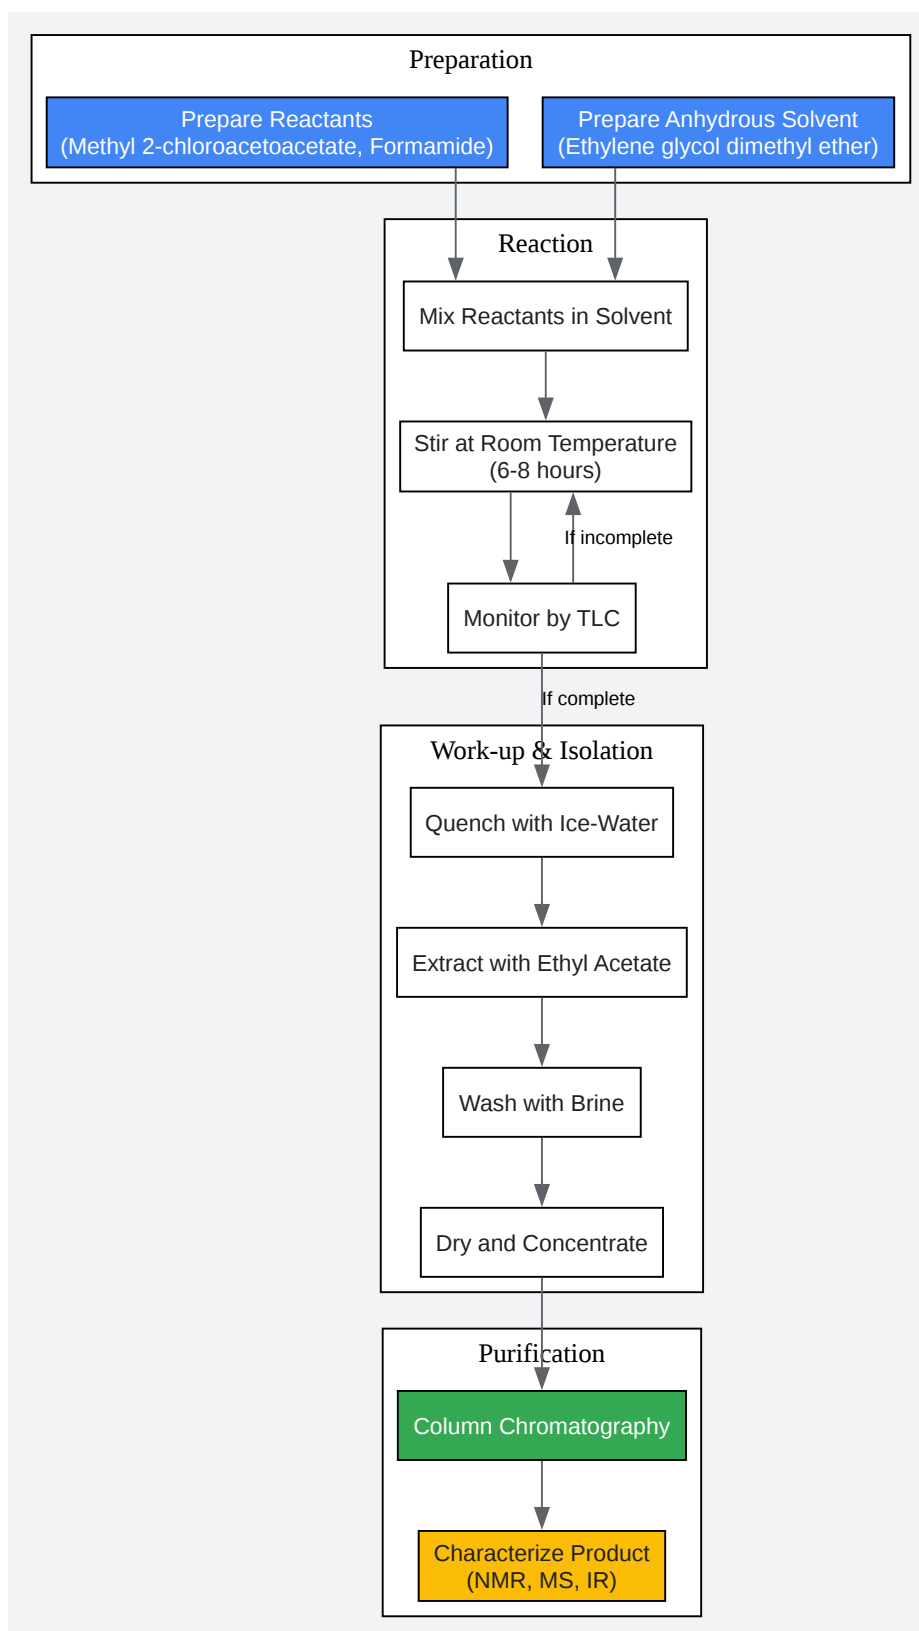 Preparation
Prepare Reactants
(Methyl 2-chloroacetoacetate, Formamide)
Prepare Anhydrous Solvent
(Ethylene glycol dimethyl ether)
Reaction
Mix Reactants in Solvent
Stir at Room Temperature
(6-8 hours)
If incomplete
Monitor by TLC
If complete
Work-up & Isolation
Quench with Ice-Water
Extract with Ethyl Acetate
Wash with Brine
Dry and Concentrate
Purification
Column Chromatography
Characterize Product
(NMR, MS, IR)